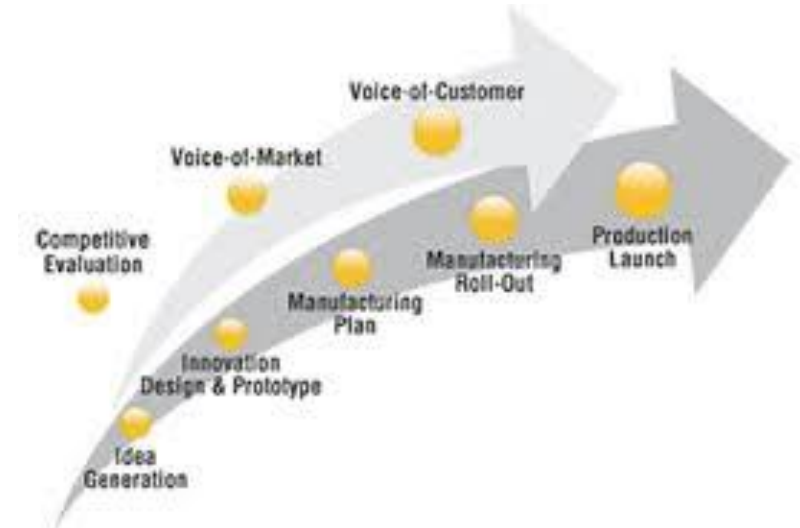 Voice-of-Customer
Voice-of-Market
Competitive
Evaluation
Production
Launch
Manufacturing
Roll-Out
Manufacturing
Plan
Innovation
Design & Prototype
Idea
Generation